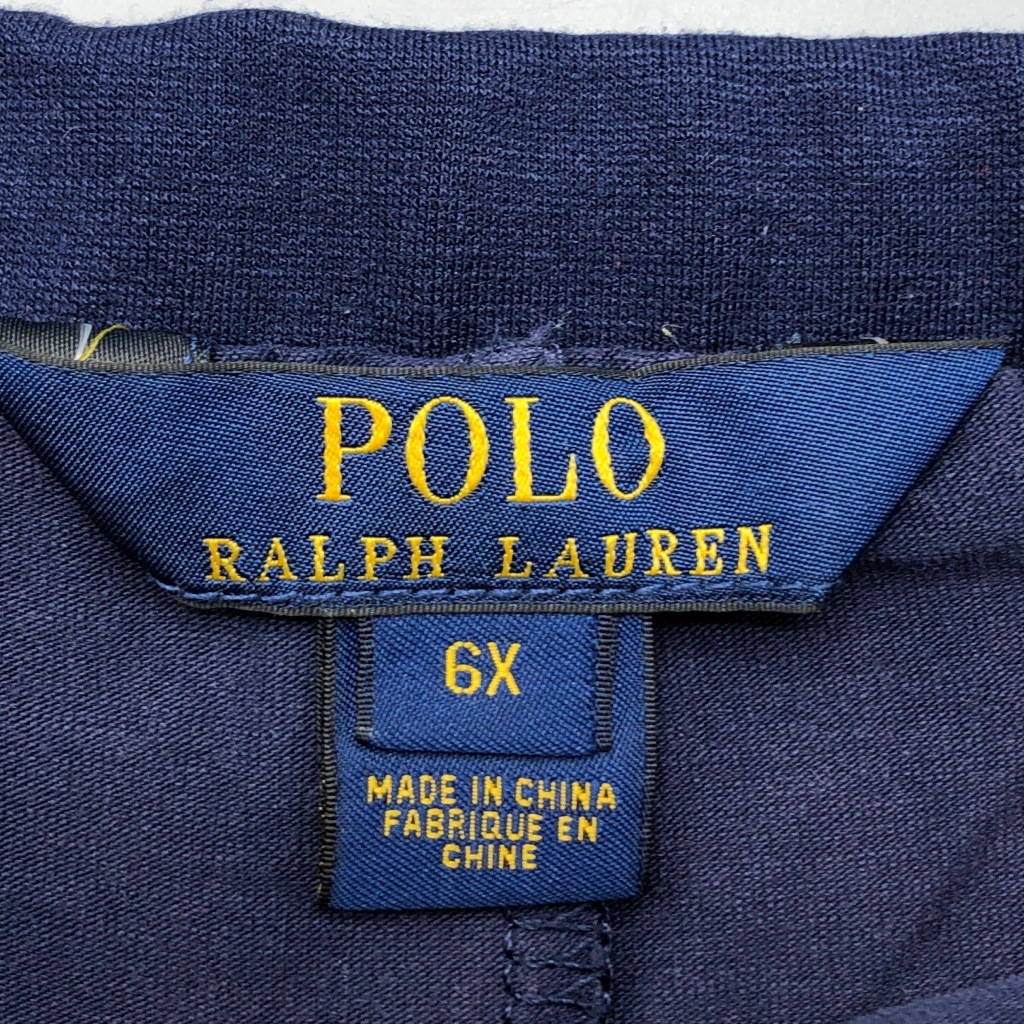 POLO
RALPH LAUREN
6X
MADE IN CHINA
FABRIQUE EN
CHINE